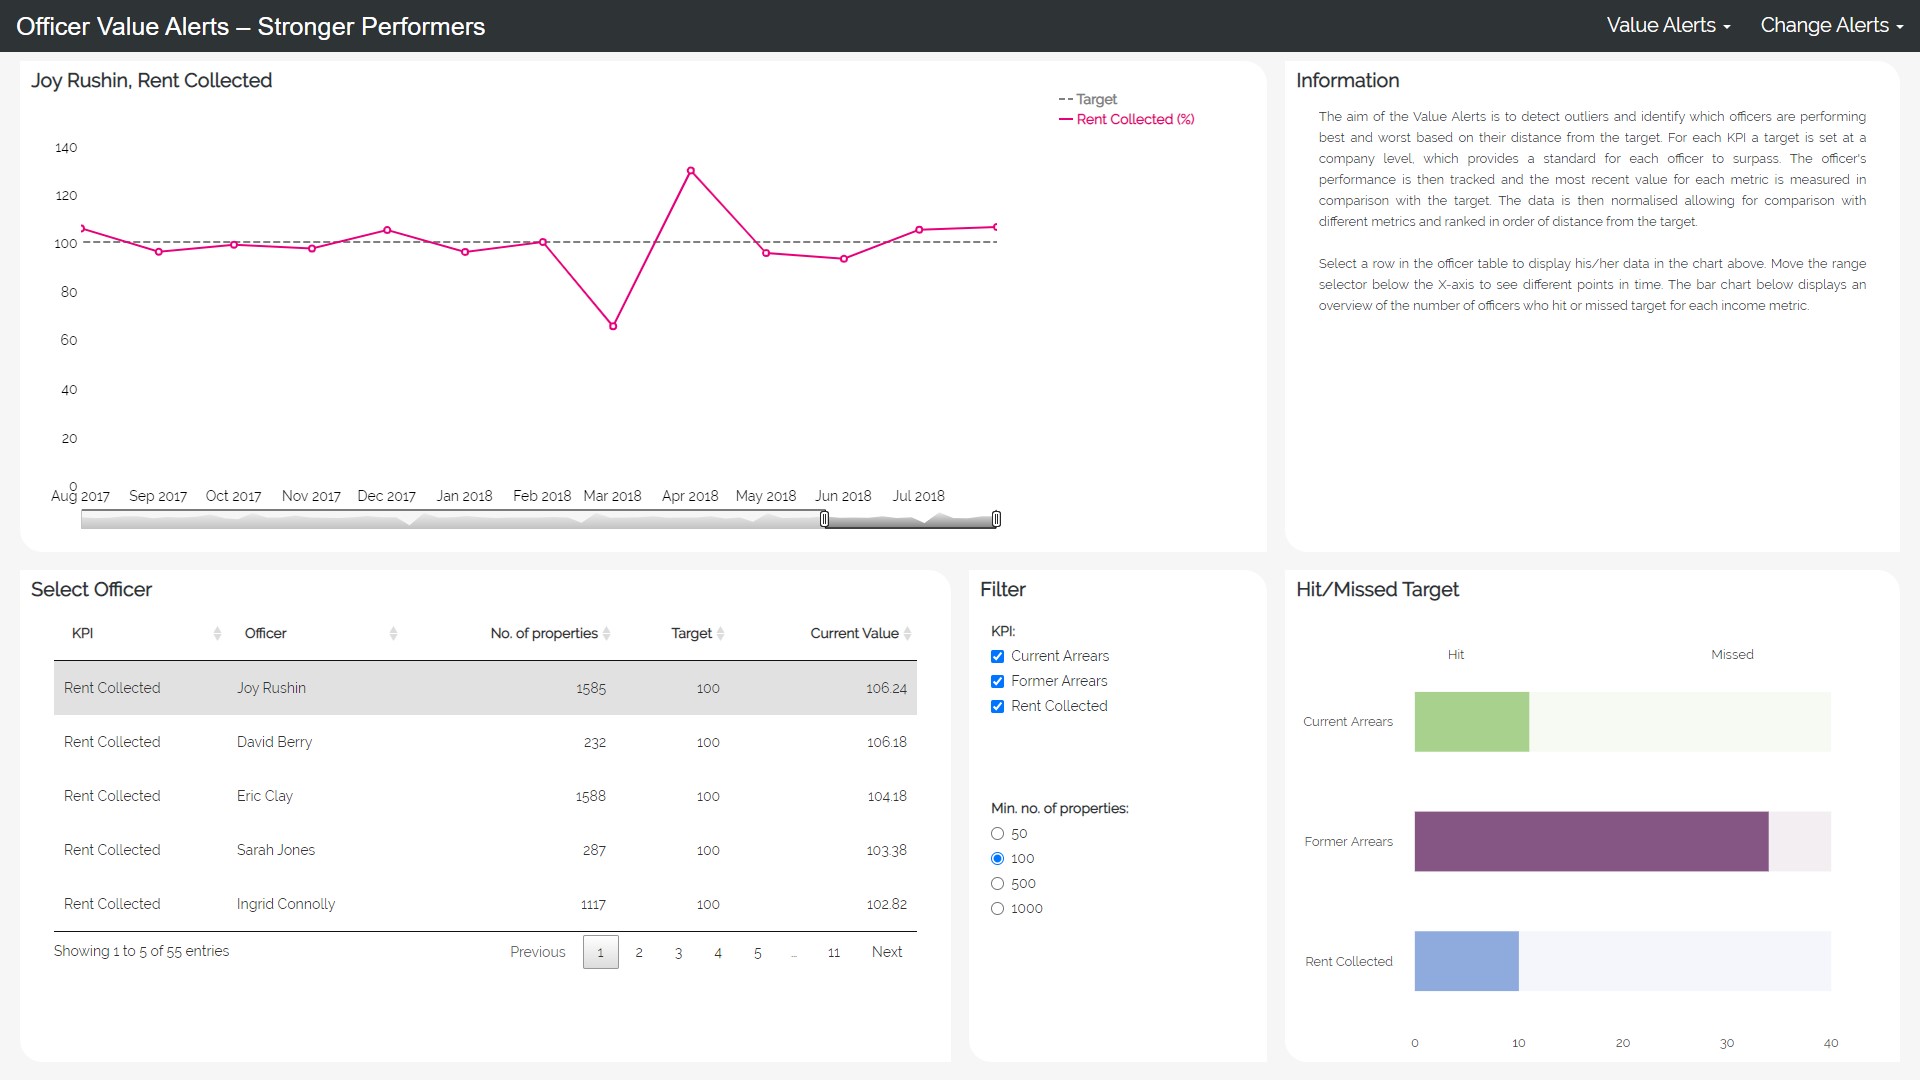 Officer Value Alerts – Stronger Performers
Value Alerts
Change Alerts
Joy Rushin, Rent Collected
Target
Rent Collected (%)
140
120
100
80
60
40
20
0
Aug 2017 Sep 2017 Oct 2017 Nov 2017 Dec 2017 Jan 2018 Feb 2018 Mar 2018 Apr 2018 May 2018 Jun 2018 Jul 2018
Information
The aim of the Value Alerts is to detect outliers and identify which officers are performing
best and worst based on their distance from the target. For each KPI a target is set at a
company level, which provides a standard for each officer to surpass. The officer's
performance is then tracked and the most recent value for each metric is measured in
comparison with the target. The data is then normalised allowing for comparison with
different metrics and ranked in order of distance from the target.
Select a row in the officer table to display his/her data in the chart above. Move the range
selector below the X-axis to see different points in time. The bar chart below displays an
overview of the number of officers who hit or missed target for each income metric.
Select Officer
KPI Officer No. of properties Target Current Value
Rent Collected Joy Rushin 1585 100 106.24
Rent Collected David Berry 232 100 106.18
Rent Collected Eric Clay 1588 100 104.18
Rent Collected Sarah Jones 287 100 103.38
Rent Collected Ingrid Connolly 1117 100 102.82
Showing 1 to 5 of 55 entries
Previous 1 2 3 4 5 … 11 Next
Filter
KPI:
Current Arrears
Former Arrears
Rent Collected
Min. no. of properties:
50
100
500
1000
Hit/Missed Target
Hit Missed
Current Arrears
Former Arrears
Rent Collected
0 10 20 30 40